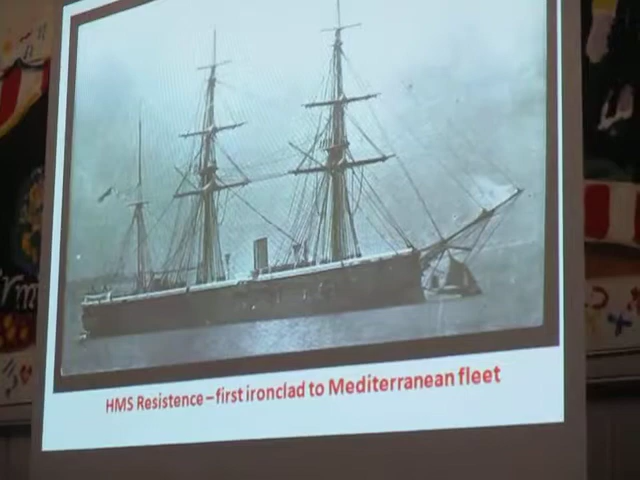 HMS Resistence – first ironclad to Mediterranean fleet